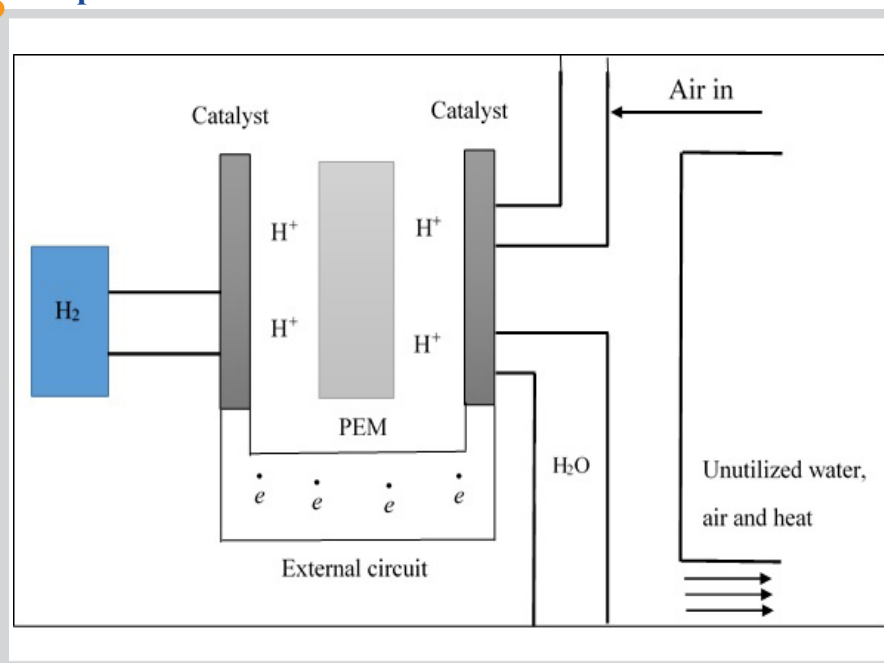 Air in
Catalyst
Catalyst
H⁺
H⁺
H₂
H⁺
H⁺
PEM
H₂O
Unutilized water,
air and heat
e
e
e
e
External circuit